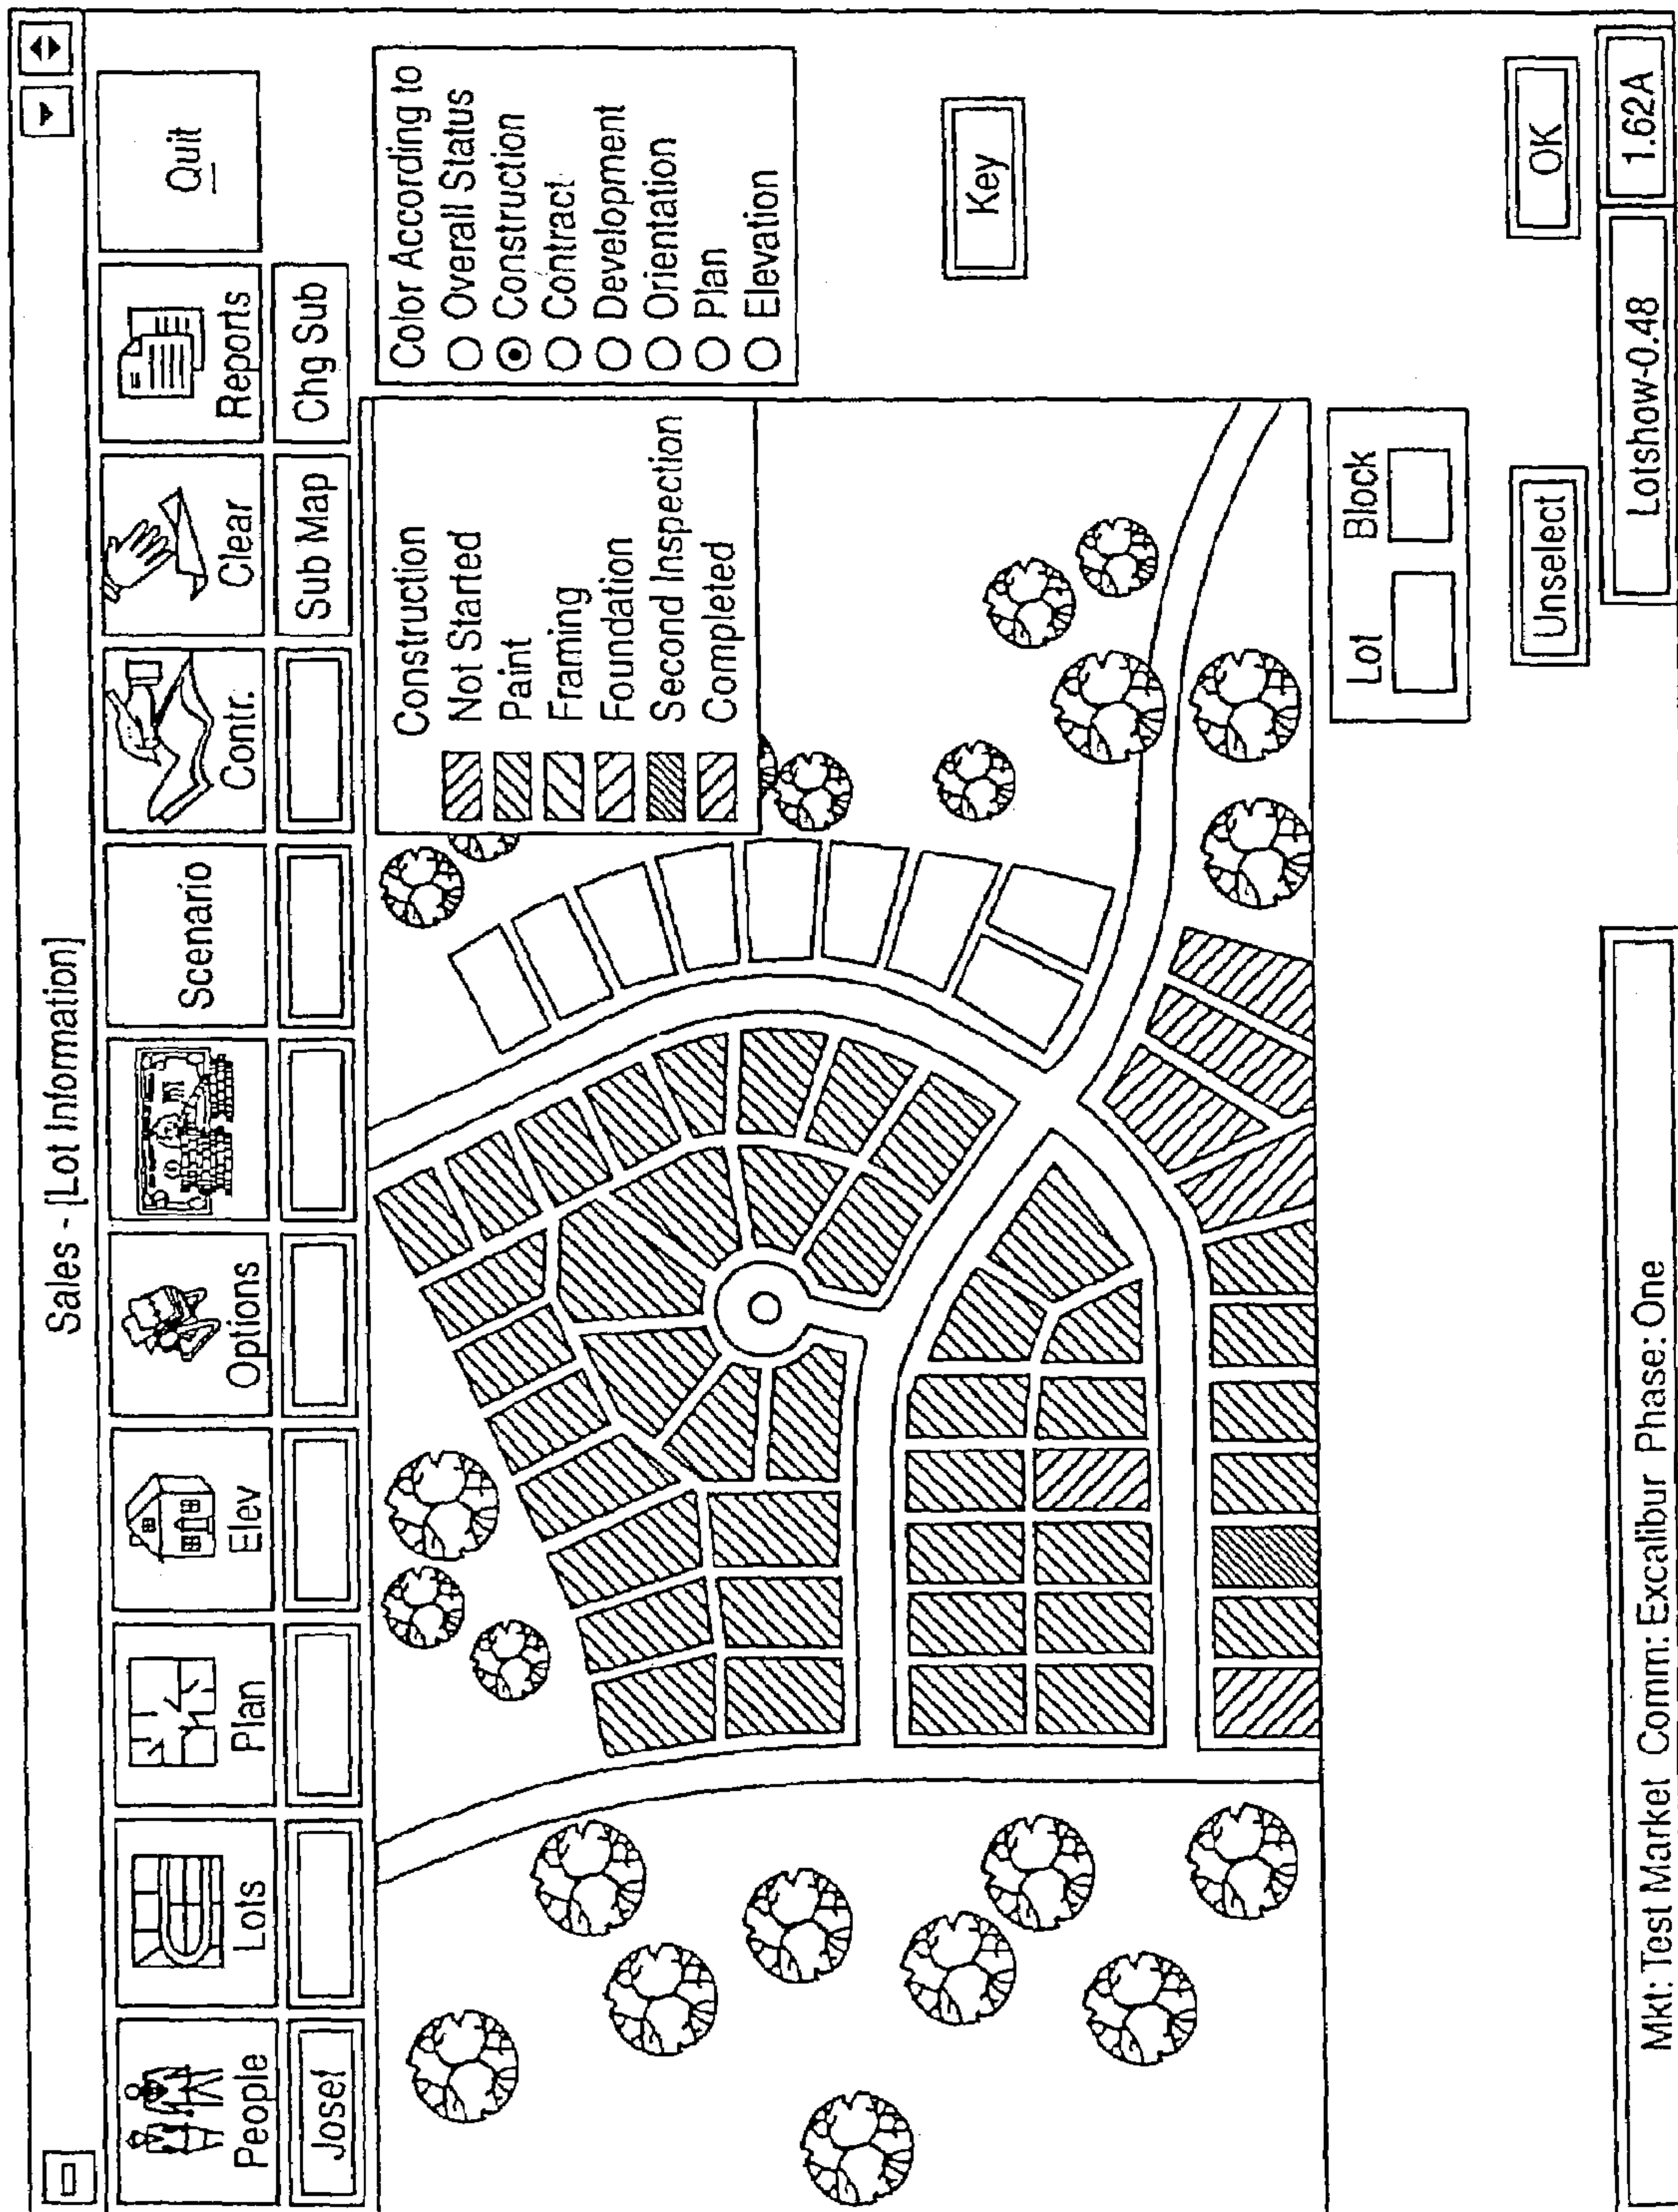 Sales - [Lot Information]
People
Lots
Plan
Elev
Options
Scenario
Contr.
Clear
Reports
Quit
Josef
Sub Map
Chg Sub
Construction
Not Started
Paint
Framing
Foundation
Second Inspection
Completed
Color According to
Overall Status
Construction
Contract
Development
Orientation
Plan
Elevation
Key
Lot Block
Unselect
OK
Mkt: Test Market Comm: Excalibur Phase: One
Lotshow-0.48
1.62A